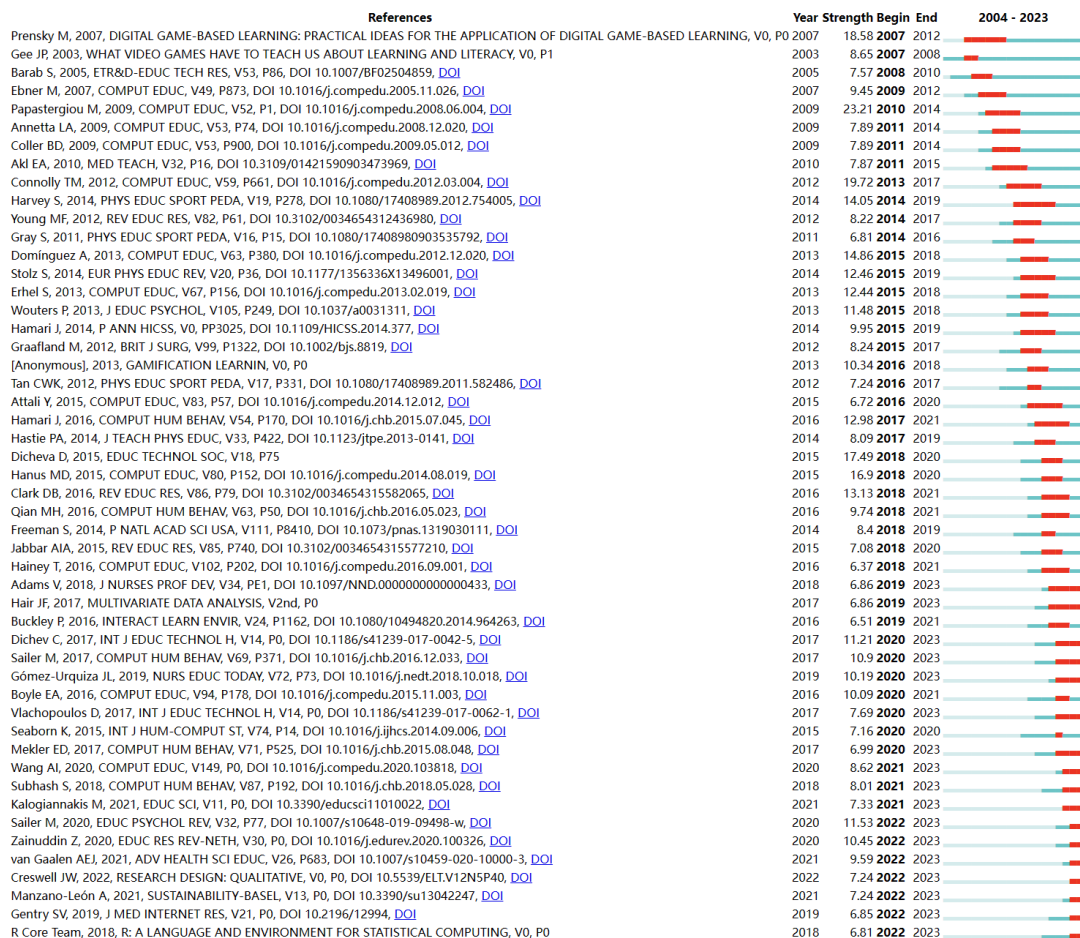 References Year Strength Begin End 2004 - 2023
Prensky M, 2007, DIGITAL GAME-BASED LEARNING: PRACTICAL IDEAS FOR THE APPLICATION OF DIGITAL GAME-BASED LEARNING, V0, P0 2007 18.58 2007 2012
Gee JP, 2003, WHAT VIDEO GAMES HAVE TO TEACH US ABOUT LEARNING AND LITERACY, V0, P1 2003 8.65 2007 2008
Barab S, 2005, ETR&D-EDUC TECH RES, V53, P86, DOI 10.1007/BF02504859, DOI 2005 7.57 2008 2010
Ebner M, 2007, COMPUT EDUC, V49, P873, DOI 10.1016/j.compedu.2005.11.026, DOI 2007 9.45 2009 2012
Papastergiou M, 2009, COMPUT EDUC, V52, P1, DOI 10.1016/j.compedu.2008.06.004, DOI 2009 23.21 2010 2014
Annetta LA, 2009, COMPUT EDUC, V53, P74, DOI 10.1016/j.compedu.2008.12.020, DOI 2009 7.89 2011 2014
Coller BD, 2009, COMPUT EDUC, V53, P900, DOI 10.1016/j.compedu.2009.05.012, DOI 2009 7.89 2011 2014
Akl EA, 2010, MED TEACH, V32, P16, DOI 10.3109/01421590903473969, DOI 2010 7.87 2011 2015
Connolly TM, 2012, COMPUT EDUC, V59, P661, DOI 10.1016/j.compedu.2012.03.004, DOI 2012 19.72 2013 2017
Harvey S, 2014, PHYS EDUC SPORT PEDA, V19, P278, DOI 10.1080/17408989.2012.754005, DOI 2014 14.05 2014 2019
Young MF, 2012, REV EDUC RES, V82, P61, DOI 10.3102/0034654312436980, DOI 2012 8.22 2014 2017
Gray S, 2011, PHYS EDUC SPORT PEDA, V16, P15, DOI 10.1080/17408980903535792, DOI 2011 6.81 2014 2016
Domínguez A, 2013, COMPUT EDUC, V63, P380, DOI 10.1016/j.compedu.2012.12.020, DOI 2013 14.86 2015 2018
Stolz S, 2014, EUR PHYS EDUC REV, V20, P36, DOI 10.1177/1356336X13496001, DOI 2014 12.46 2015 2019
Erhel S, 2013, COMPUT EDUC, V67, P156, DOI 10.1016/j.compedu.2013.02.019, DOI 2013 12.44 2015 2018
Wouters P, 2013, J EDUC PSYCHOL, V105, P249, DOI 10.1037/a0031311, DOI 2013 11.48 2015 2018
Hamari J, 2014, P ANN HICSS, V0, PP3025, DOI 10.1109/HICSS.2014.377, DOI 2014 9.95 2015 2019
Graafland M, 2012, BRIT J SURG, V99, P1322, DOI 10.1002/bjs.8819, DOI 2012 8.24 2015 2017
[Anonymous], 2013, GAMIFICATION LEARNIN, V0, P0 2013 10.34 2016 2018
Tan CWK, 2012, PHYS EDUC SPORT PEDA, V17, P331, DOI 10.1080/17408989.2011.582486, DOI 2012 7.24 2016 2017
Attali Y, 2015, COMPUT EDUC, V83, P57, DOI 10.1016/j.compedu.2014.12.012, DOI 2015 6.72 2016 2020
Hamari J, 2016, COMPUT HUM BEHAV, V54, P170, DOI 10.1016/j.chb.2015.07.045, DOI 2016 12.98 2017 2021
Hastie PA, 2014, J TEACH PHYS EDUC, V33, P422, DOI 10.1123/jtpe.2013-0141, DOI 2014 8.09 2017 2019
Dicheva D, 2015, EDUC TECHNOL SOC, V18, P75 2015 17.49 2018 2020
Hanus MD, 2015, COMPUT EDUC, V80, P152, DOI 10.1016/j.compedu.2014.08.019, DOI 2015 16.9 2018 2020
Clark DB, 2016, REV EDUC RES, V86, P79, DOI 10.3102/0034654315582065, DOI 2016 13.13 2018 2021
Qian MH, 2016, COMPUT HUM BEHAV, V63, P50, DOI 10.1016/j.chb.2016.05.023, DOI 2016 9.74 2018 2021
Freeman S, 2014, P NATL ACAD SCI USA, V111, P8410, DOI 10.1073/pnas.1319030111, DOI 2014 8.4 2018 2019
Jabbar AIA, 2015, REV EDUC RES, V85, P740, DOI 10.3102/0034654315577210, DOI 2015 7.08 2018 2020
Hainey T, 2016, COMPUT EDUC, V102, P202, DOI 10.1016/j.compedu.2016.09.001, DOI 2016 6.37 2018 2021
Adams V, 2018, J NURSES PROF DEV, V34, PE1, DOI 10.1097/NND.0000000000000433, DOI 2018 6.86 2019 2023
Hair JF, 2017, MULTIVARIATE DATA ANALYSIS, V2nd, P0 2017 6.86 2019 2023
Buckley P, 2016, INTERACT LEARN ENVIR, V24, P1162, DOI 10.1080/10494820.2014.964263, DOI 2016 6.51 2019 2021
Dichev C, 2017, INT J EDUC TECHNOL H, V14, P0, DOI 10.1186/s41239-017-0042-5, DOI 2017 11.21 2020 2023
Sailer M, 2017, COMPUT HUM BEHAV, V69, P371, DOI 10.1016/j.chb.2016.12.033, DOI 2017 10.9 2020 2023
Gómez-Urquiza JL, 2019, NURS EDUC TODAY, V72, P73, DOI 10.1016/j.nedt.2018.10.018, DOI 2019 10.19 2020 2023
Boyle EA, 2016, COMPUT EDUC, V94, P178, DOI 10.1016/j.compedu.2015.11.003, DOI 2016 10.09 2020 2021
Vlachopoulos D, 2017, INT J EDUC TECHNOL H, V14, P0, DOI 10.1186/s41239-017-0062-1, DOI 2017 7.69 2020 2023
Seaborn K, 2015, INT J HUM-COMPUT ST, V74, P14, DOI 10.1016/j.ijhcs.2014.09.006, DOI 2015 7.16 2020 2020
Mekler ED, 2017, COMPUT HUM BEHAV, V71, P525, DOI 10.1016/j.chb.2015.08.048, DOI 2017 6.99 2020 2023
Wang AI, 2020, COMPUT EDUC, V149, P0, DOI 10.1016/j.compedu.2020.103818, DOI 2020 8.62 2021 2023
Subhash S, 2018, COMPUT HUM BEHAV, V87, P192, DOI 10.1016/j.chb.2018.05.028, DOI 2018 8.01 2021 2023
Kalogiannakis M, 2021, EDUC SCI, V11, P0, DOI 10.3390/educsci11010022, DOI 2021 7.33 2021 2023
Sailer M, 2020, EDUC PSYCHOL REV, V32, P77, DOI 10.1007/s10648-019-09498-w, DOI 2020 11.53 2022 2023
Zainuddin Z, 2020, EDUC RES REV-NETH, V30, P0, DOI 10.1016/j.edurev.2020.100326, DOI 2020 10.45 2022 2023
van Gaalen AEJ, 2021, ADV HEALTH SCI EDUC, V26, P683, DOI 10.1007/s10459-020-10000-3, DOI 2021 9.59 2022 2023
Creswell JW, 2022, RESEARCH DESIGN: QUALITATIVE, V0, P0, DOI 10.5539/ELT.V12N5P40, DOI 2022 7.24 2022 2023
Manzano-León A, 2021, SUSTAINABILITY-BASEL, V13, P0, DOI 10.3390/su13042247, DOI 2021 7.24 2022 2023
Gentry SV, 2019, J MED INTERNET RES, V21, P0, DOI 10.2196/12994, DOI 2019 6.85 2022 2023
R Core Team, 2018, R: A LANGUAGE AND ENVIRONMENT FOR STATISTICAL COMPUTING, V0, P0 2018 6.81 2022 2023